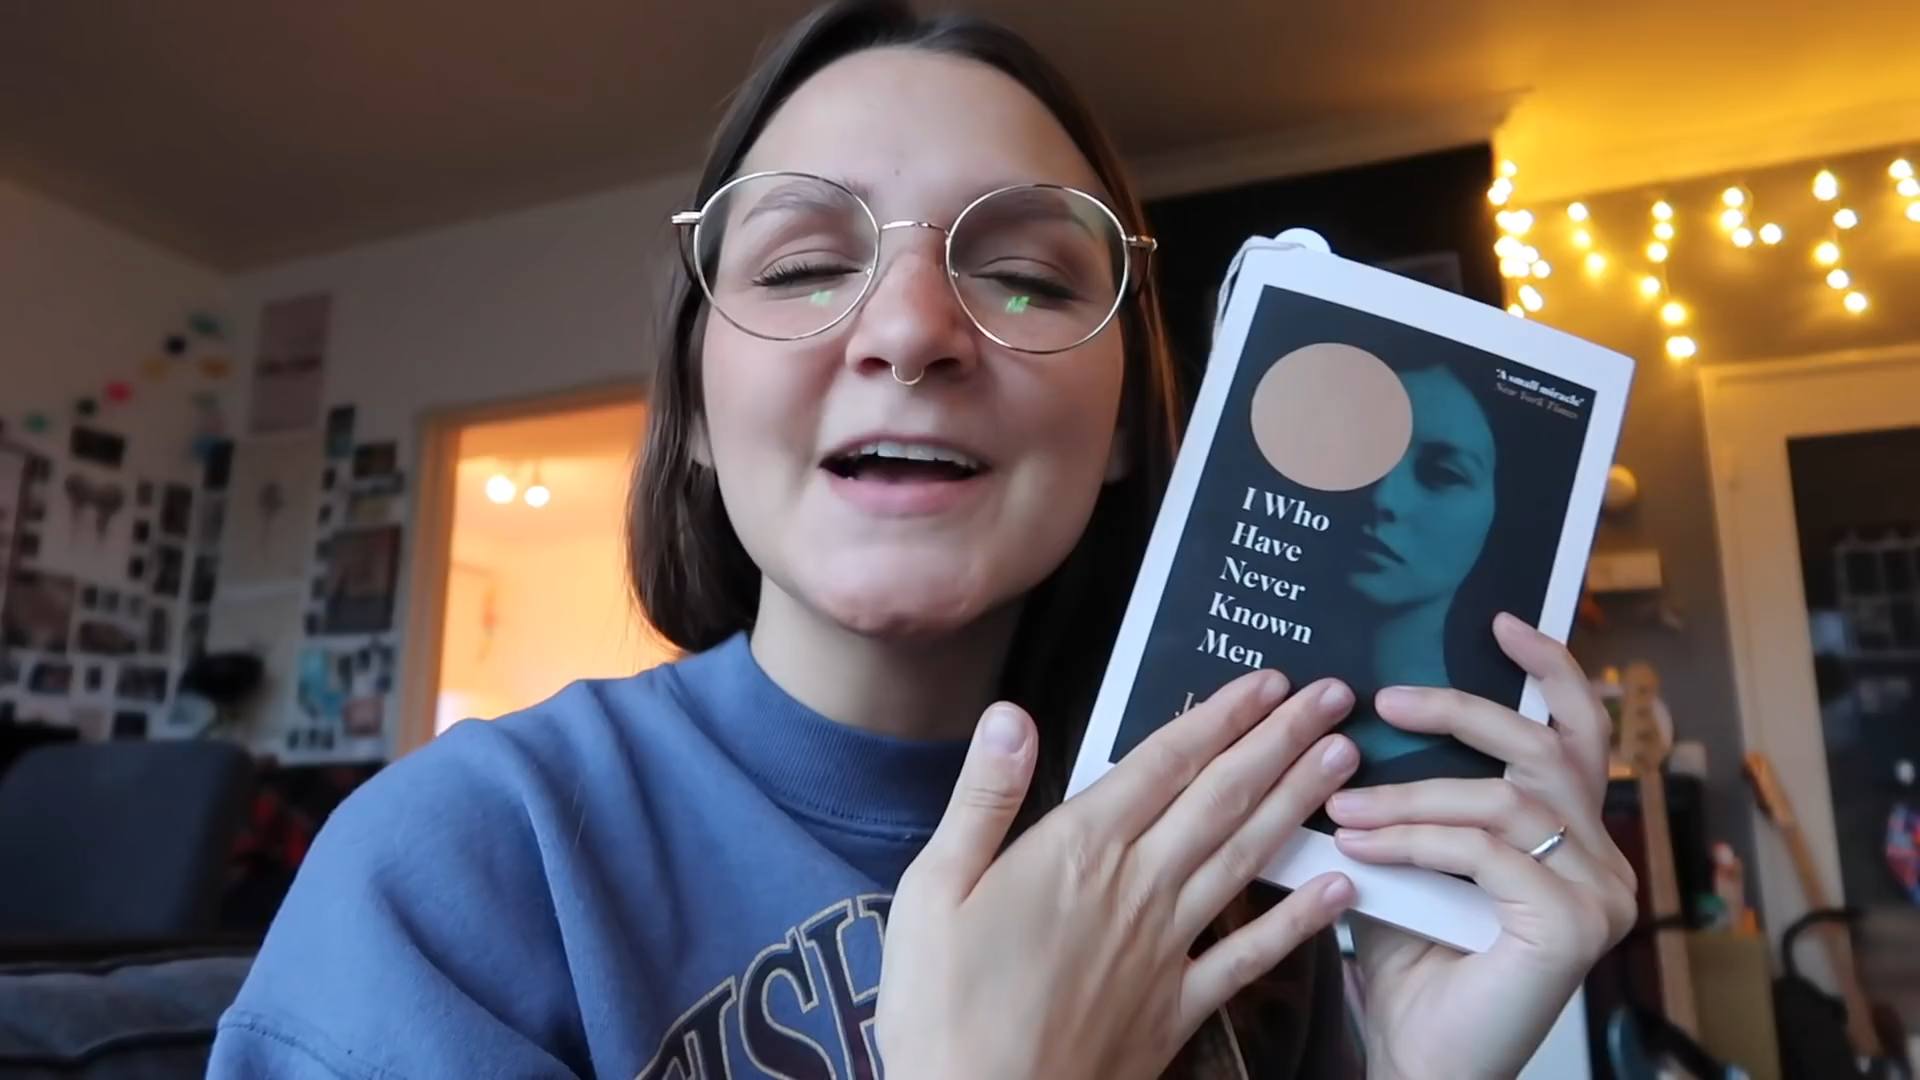 'A small miracle'
New York Times
I Who
Have
Never
Known
Men